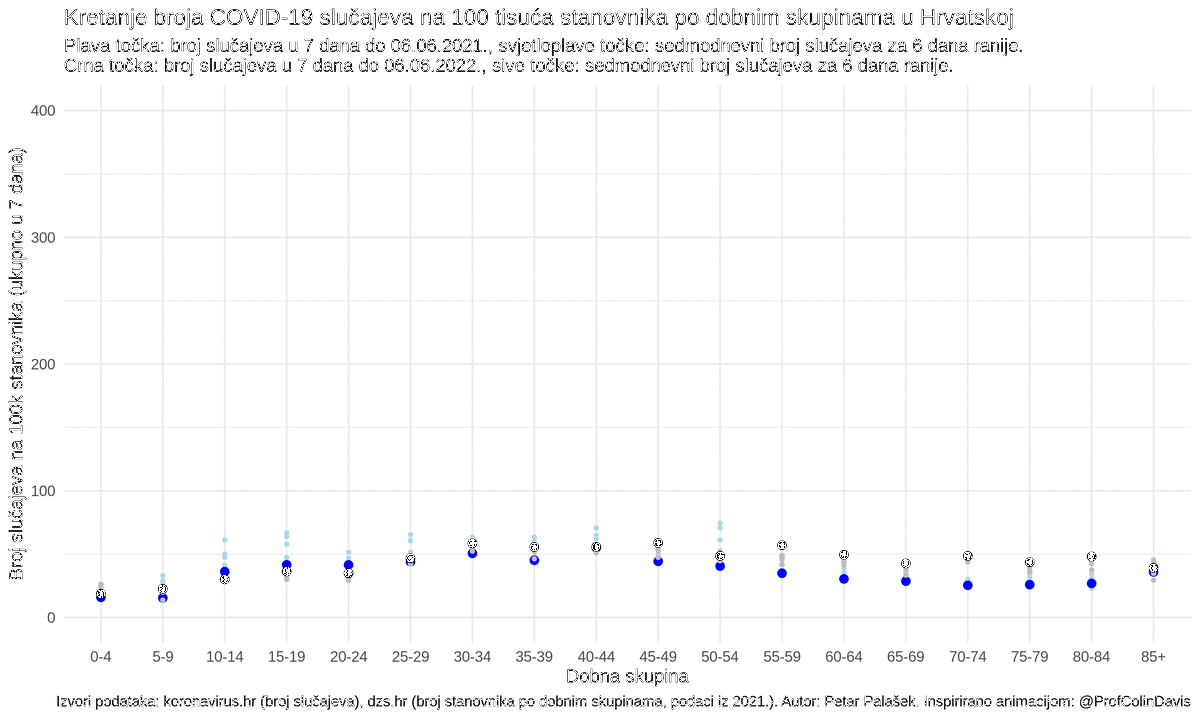 Kretanje broja COVID-19 slučajeva na 100 tisuća stanovnika po dobnim skupinama u Hrvatskoj
Plava točka: broj slučajeva u 7 dana do 06.06.2021., svjetloplave točke: sedmodnevni broj slučajeva za 6 dana ranije.
Crna točka: broj slučajeva u 7 dana do 06.06.2022., sive točke: sedmodnevni broj slučajeva za 6 dana ranije.
Broj slučajeva na 100k stanovnika (ukupno u 7 dana)
400
300
200
100
0
0-4 5-9 10-14 15-19 20-24 25-29 30-34 35-39 40-44 45-49 50-54 55-59 60-64 65-69 70-74 75-79 80-84 85+
Dobna skupina
Izvori podataka: koronavirus.hr (broj slučajeva), dzs.hr (broj stanovnika po dobnim skupinama, podaci iz 2021.). Autor: Petar Palašek. Inspirirano animacijom: @ProfColinDavis